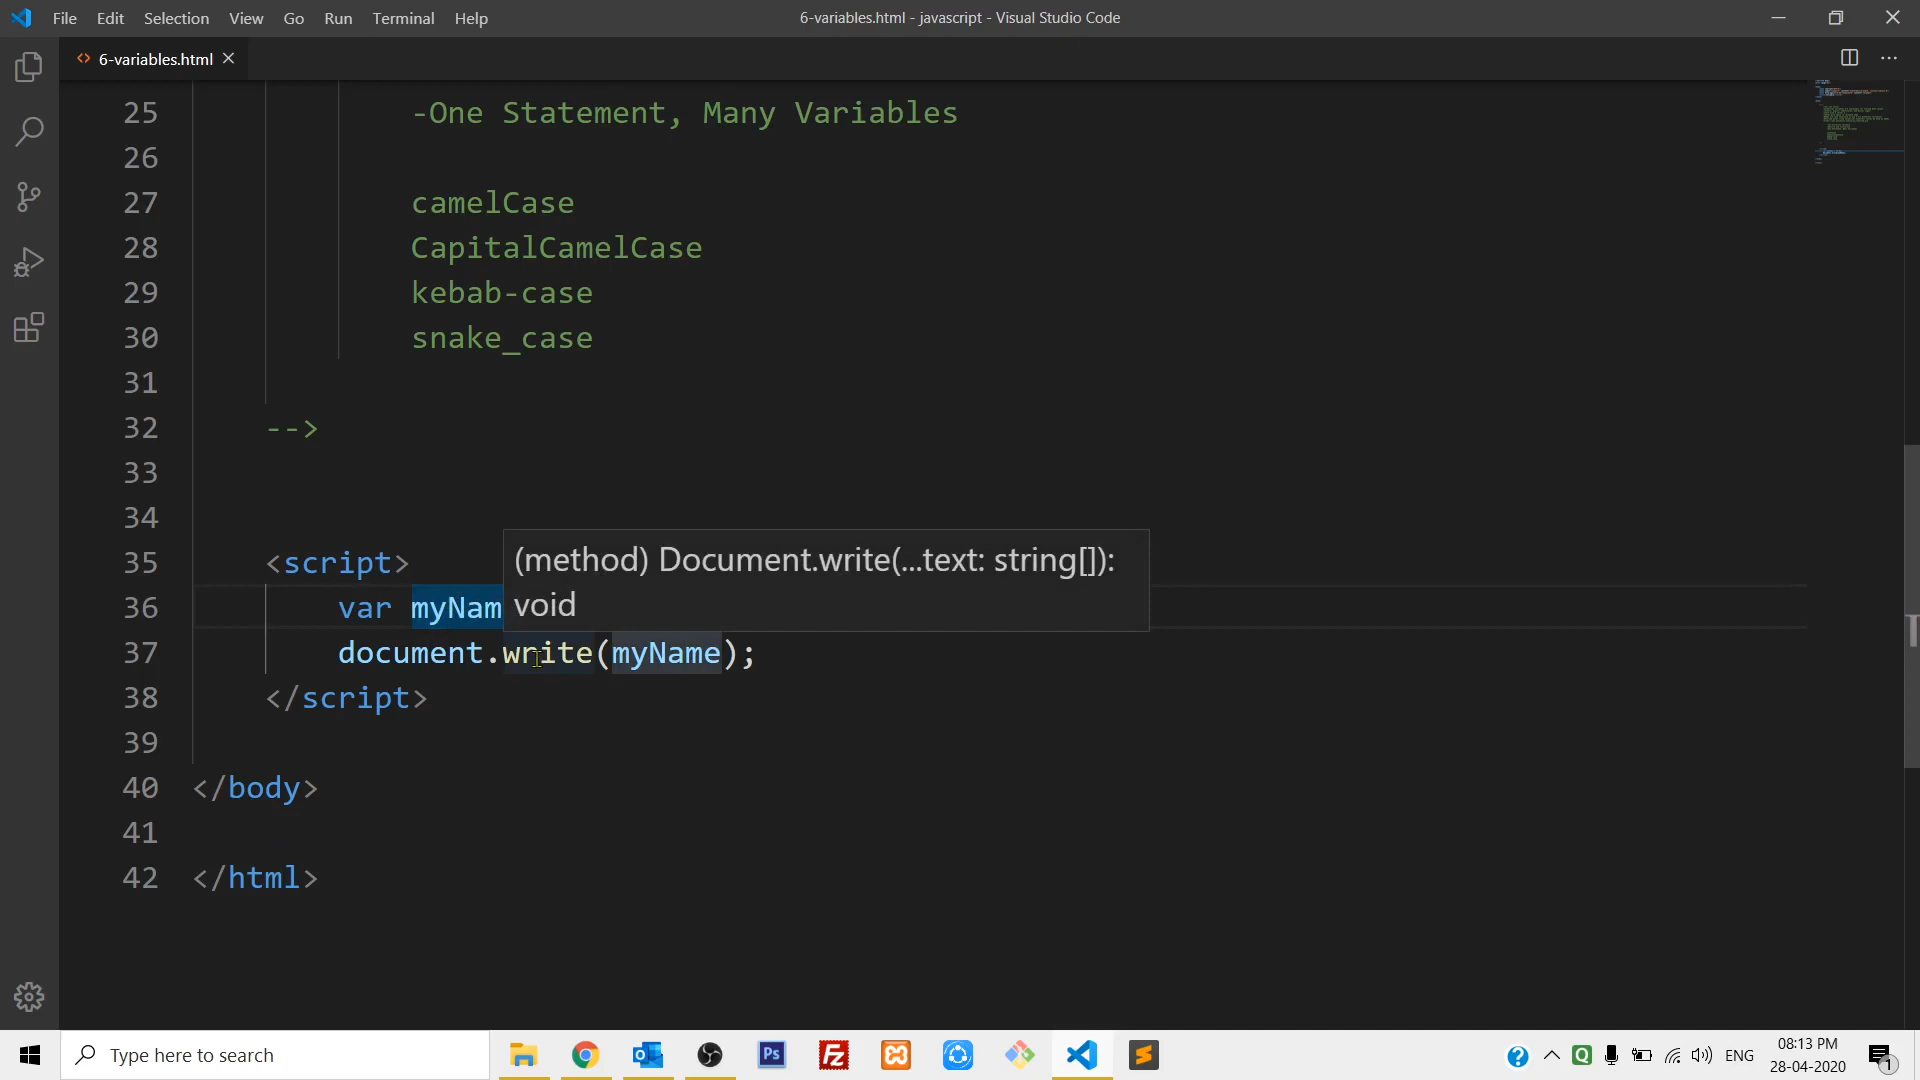 File Edit Selection View Go Run Terminal Help
6-variables.html - javascript - Visual Studio Code
<> 6-variables.html
25 -One Statement, Many Variables
26
27 camelCase
28 CapitalCamelCase
29 kebab-case
30 snake_case
31
32 -->
33
34
35 <script>
(method) Document.write(...text: string[]):
void
36 var myNam
37 document.write(myName);
38 </script>
39
40 </body>
41
42 </html>
Type here to search
Ps
Fz
ENG
08:13 PM
28-04-2020
1